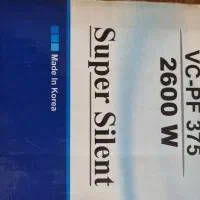 VC-PF 375
2600 W
Super Silent
Made In Korea